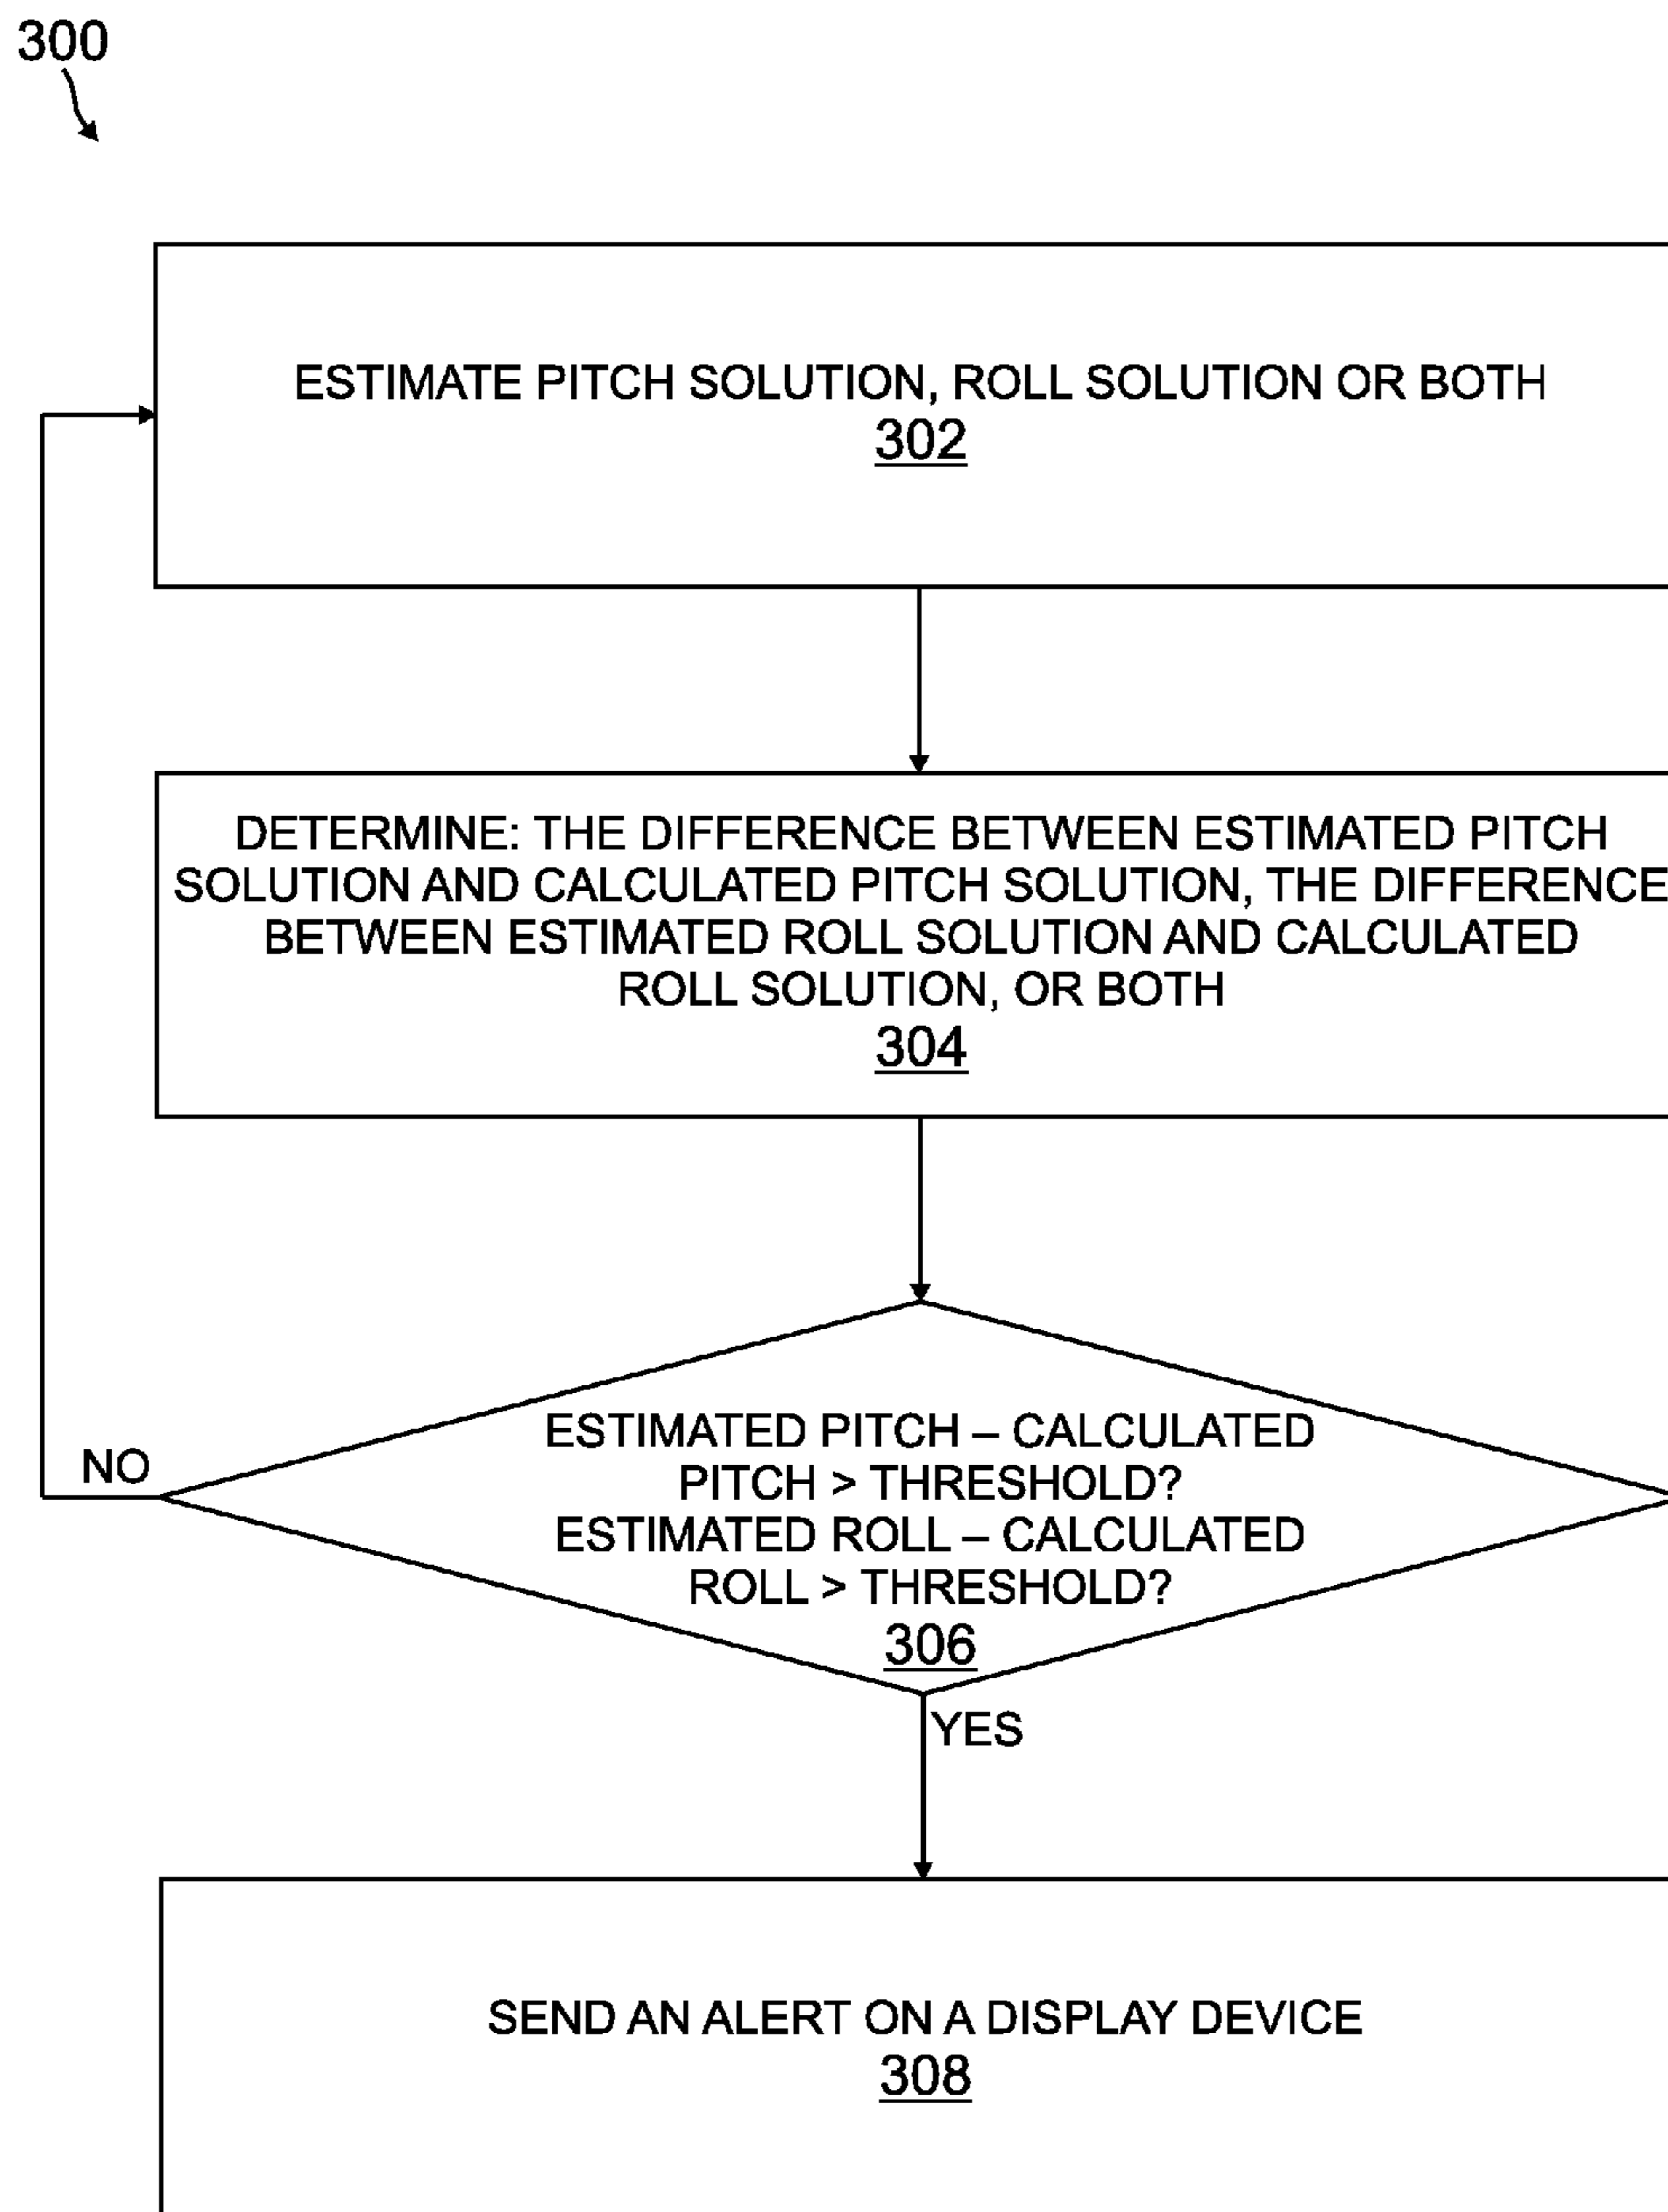 300
ESTIMATE PITCH SOLUTION, ROLL SOLUTION OR BOTH
302
DETERMINE: THE DIFFERENCE BETWEEN ESTIMATED PITCH
SOLUTION AND CALCULATED PITCH SOLUTION, THE DIFFERENCE
BETWEEN ESTIMATED ROLL SOLUTION AND CALCULATED
ROLL SOLUTION, OR BOTH
304
ESTIMATED PITCH – CALCULATED
PITCH > THRESHOLD?
ESTIMATED ROLL – CALCULATED
ROLL > THRESHOLD?
306
NO
YES
SEND AN ALERT ON A DISPLAY DEVICE
308